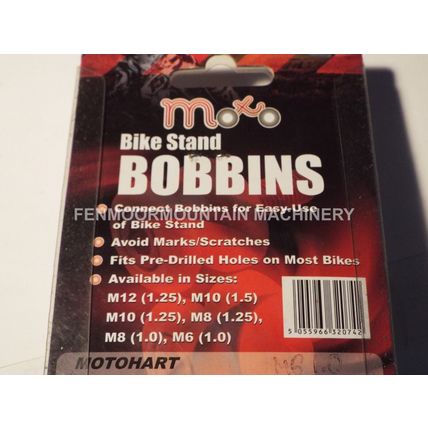 moxo
Bike Stand
BOBBINS
Connect Bobbins for Easy Use
FENMOORMOUNTAIN MACHINERY
of Bike Stand
Avoid Marks/Scratches
Fits Pre-Drilled Holes on Most Bikes
Available in Sizes:
M12 (1.25), M10 (1.5)
M10 (1.25), M8 (1.25),
M8 (1.0), M6 (1.0)
5 055966 320742
MOTOHART